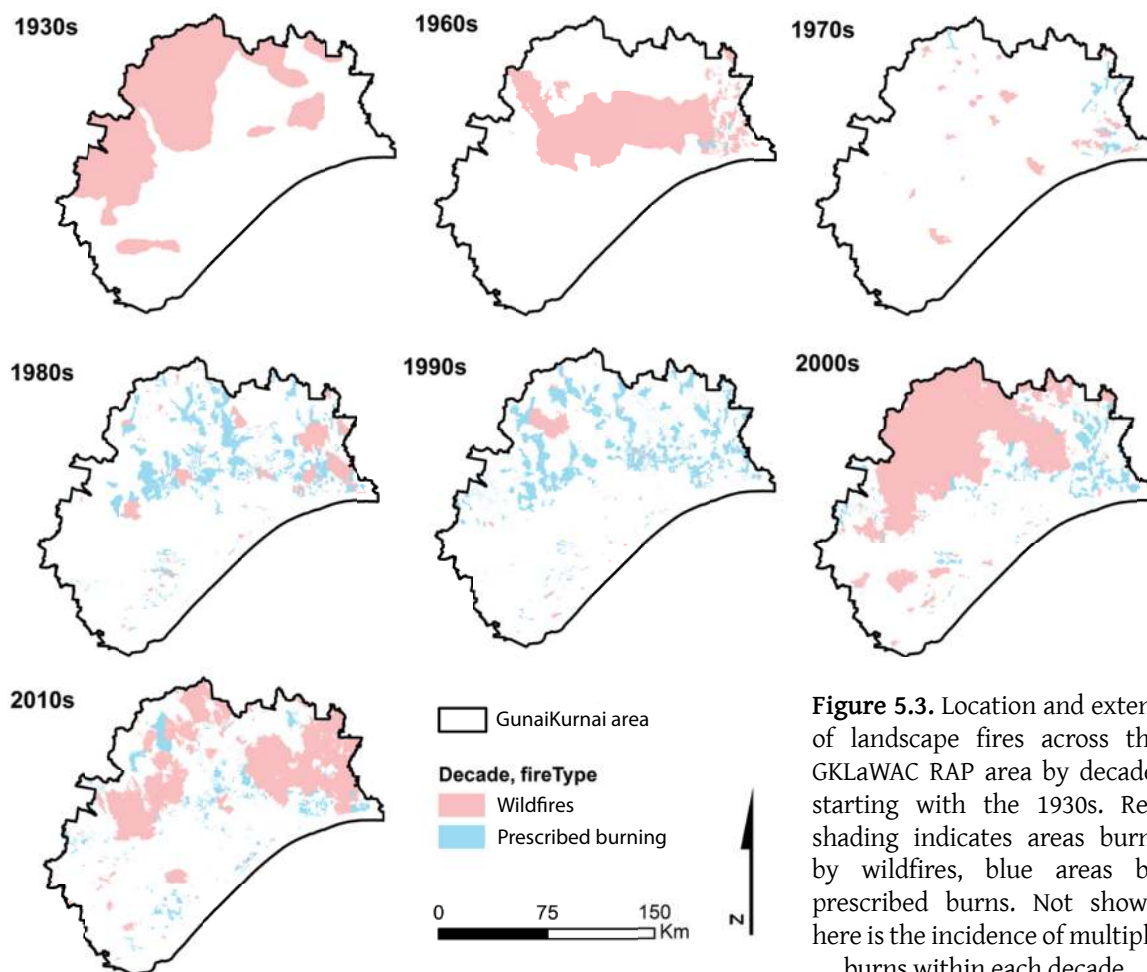 1930s
1960s
1970s
1980s
1990s
2000s
2010s
GunaiKurnai area
Decade, fireType
Wildfires
Prescribed burning
0 75 150
Km
N
Figure 5.3. Location and exten
of landscape fires across th
GKLaWAC RAP area by decade
starting with the 1930s. Re
shading indicates areas burn
by wildfires, blue areas b
prescribed burns. Not show
here is the incidence of multipl
burns within each decade